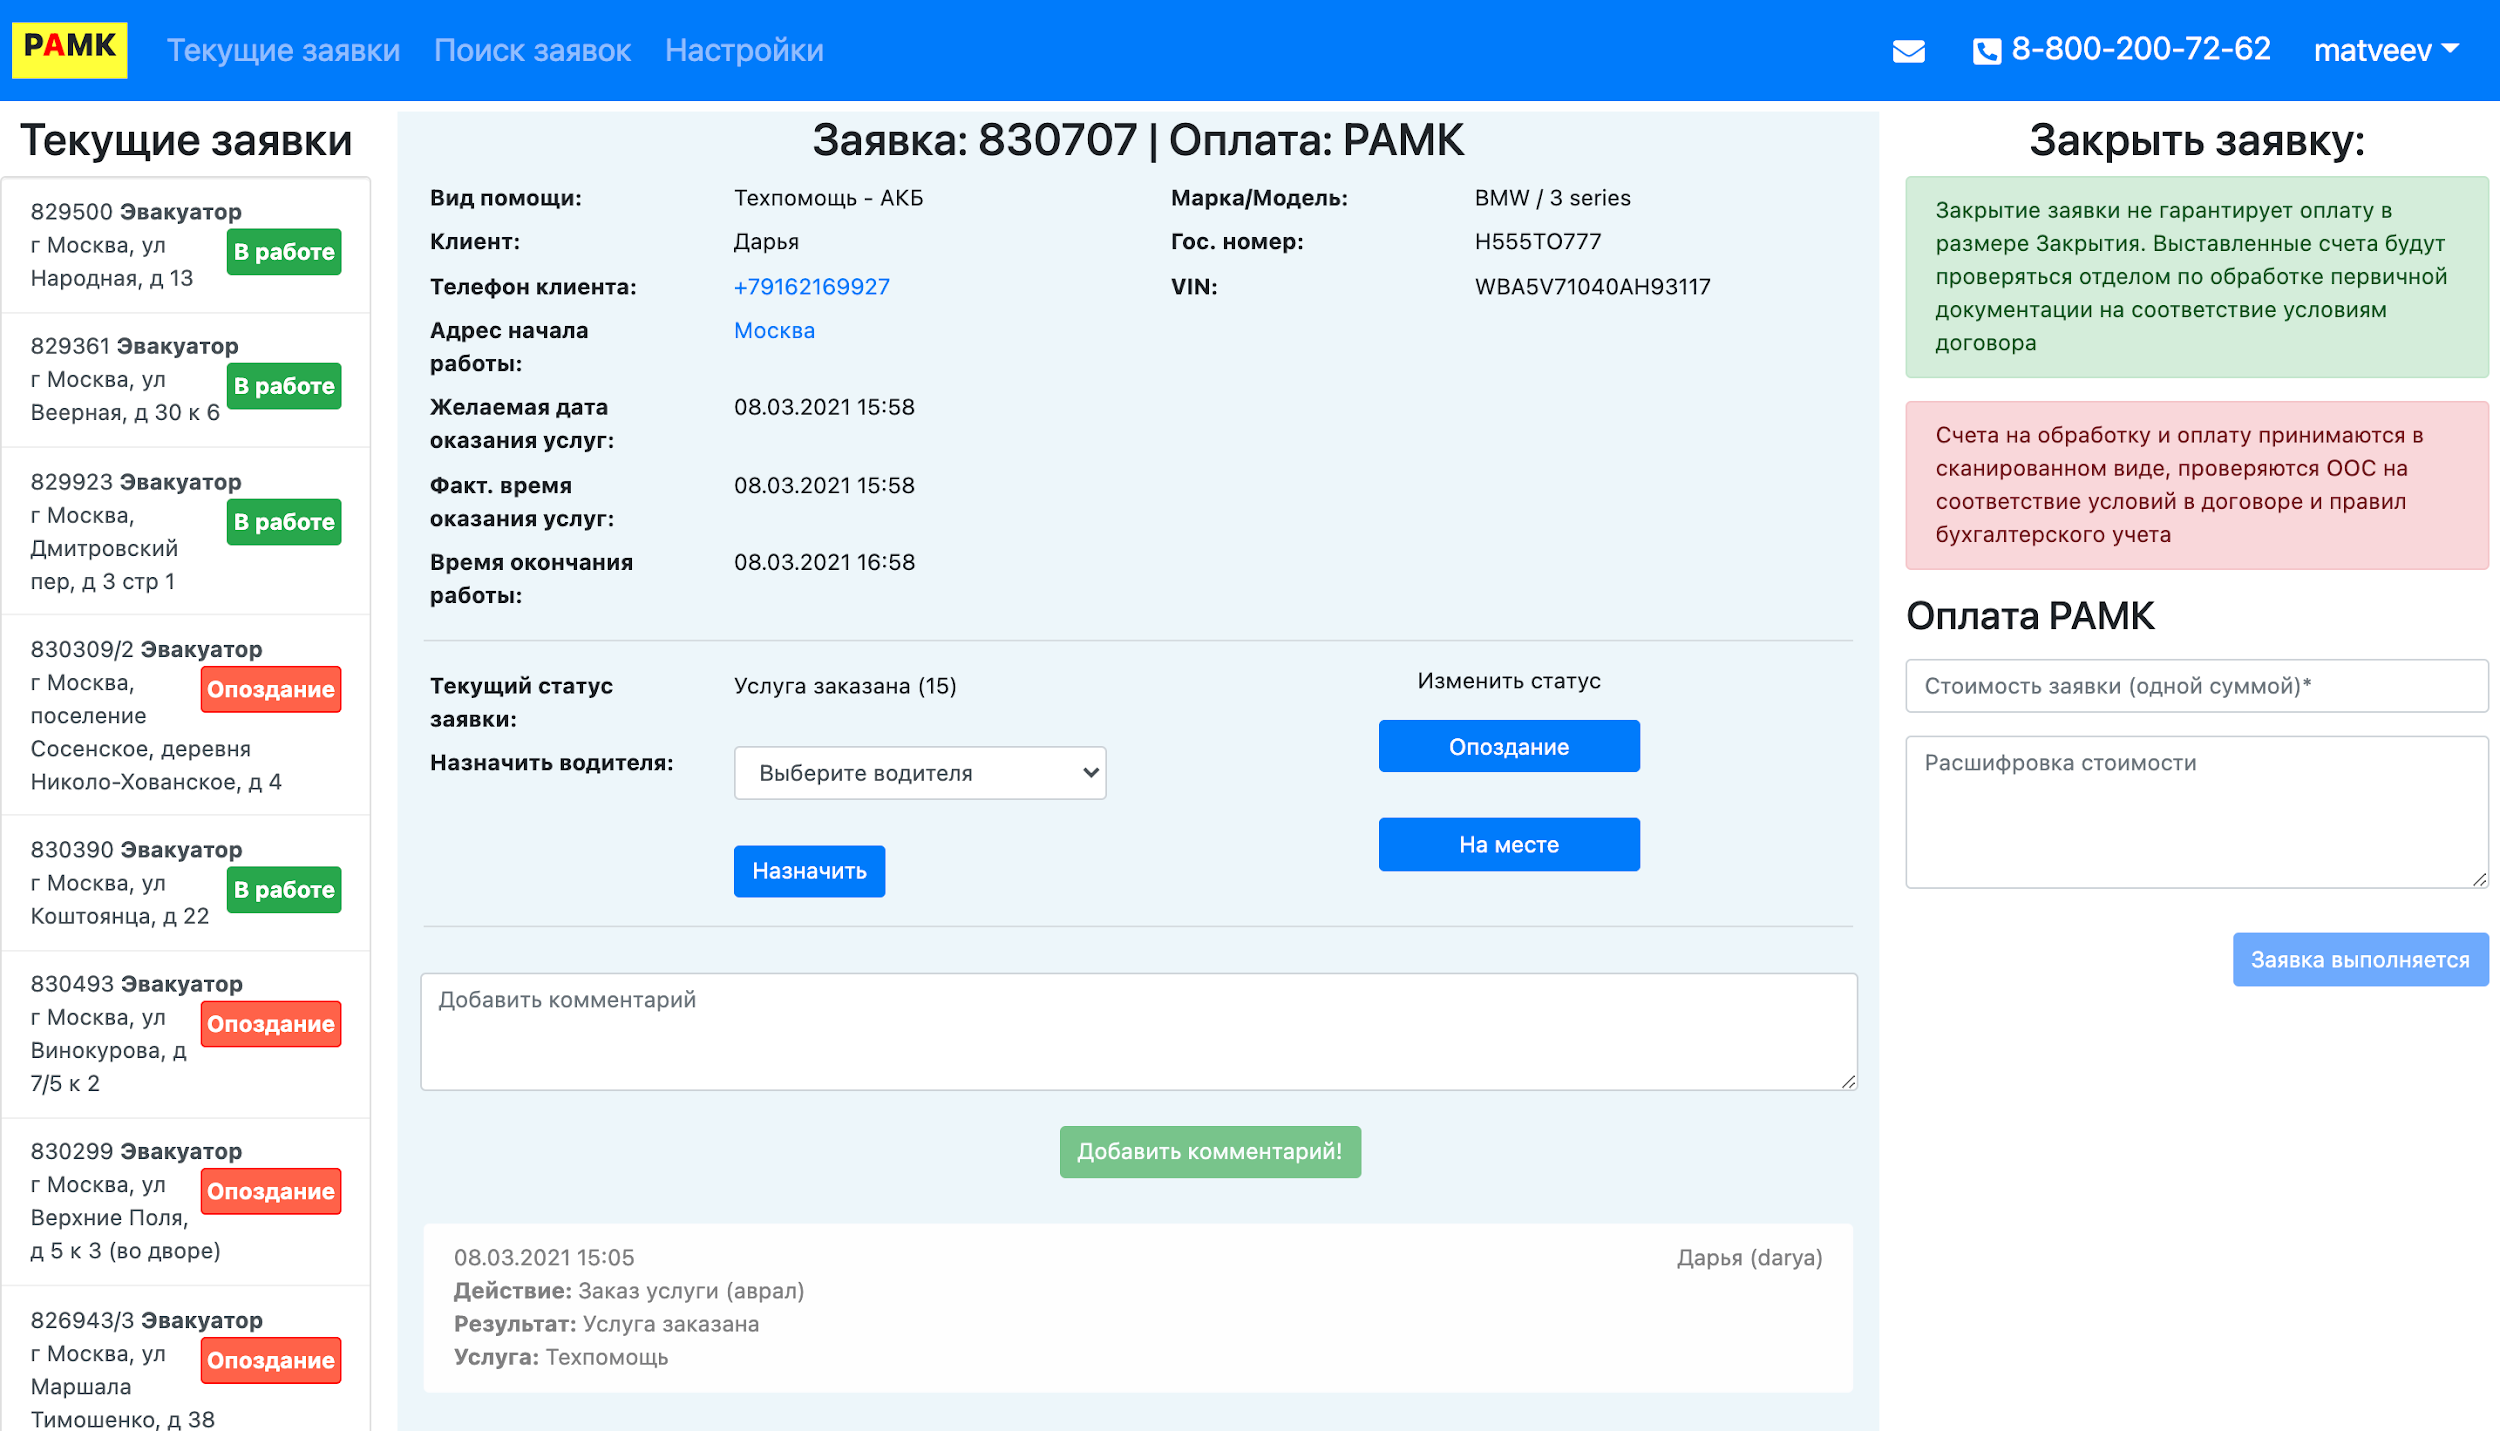 РАМК
Текущие заявки
Поиск заявок
Настройки
8-800-200-72-62
matveev
Текущие заявки
829500 Эвакуатор
г Москва, ул
Народная, д 13
В работе
829361 Эвакуатор
г Москва, ул
Веерная, д 30 к 6
В работе
829923 Эвакуатор
г Москва,
Дмитровский
пер, д 3 стр 1
В работе
830309/2 Эвакуатор
г Москва,
поселение
Сосенское, деревня
Николо-Хованское, д 4
Опоздание
830390 Эвакуатор
г Москва, ул
Коштоянца, д 22
В работе
830493 Эвакуатор
г Москва, ул
Винокурова, д
7/5 к 2
Опоздание
830299 Эвакуатор
г Москва, ул
Верхние Поля,
д 5 к 3 (во дворе)
Опоздание
826943/3 Эвакуатор
г Москва, ул
Маршала
Тимошенко, д 38
Опоздание
Заявка: 830707 | Оплата: РАМК
Вид помощи: Техпомощь - АКБ
Клиент: Дарья
Телефон клиента: +79162169927
Адрес начала
работы:
Москва
Желаемая дата
оказания услуг:
08.03.2021 15:58
Факт. время
оказания услуг:
08.03.2021 15:58
Время окончания
работы:
08.03.2021 16:58
Марка/Модель: BMW / 3 series
Гос. номер: Н555ТО777
VIN: WBA5V71040AH93117
Текущий статус
заявки:
Услуга заказана (15)
Назначить водителя:
Выберите водителя
Назначить
Изменить статус
Опоздание
На месте
Добавить комментарий
Добавить комментарий!
08.03.2021 15:05
Дарья (darya)
Действие: Заказ услуги (аврал)
Результат: Услуга заказана
Услуга: Техпомощь
Закрыть заявку:
Закрытие заявки не гарантирует оплату в
размере Закрытия. Выставленные счета будут
проверяться отделом по обработке первичной
документации на соответствие условиям
договора
Счета на обработку и оплату принимаются в
сканированном виде, проверяются ООС на
соответствие условий в договоре и правил
бухгалтерского учета
Оплата РАМК
Стоимость заявки (одной суммой)*
Расшифровка стоимости
Заявка выполняется